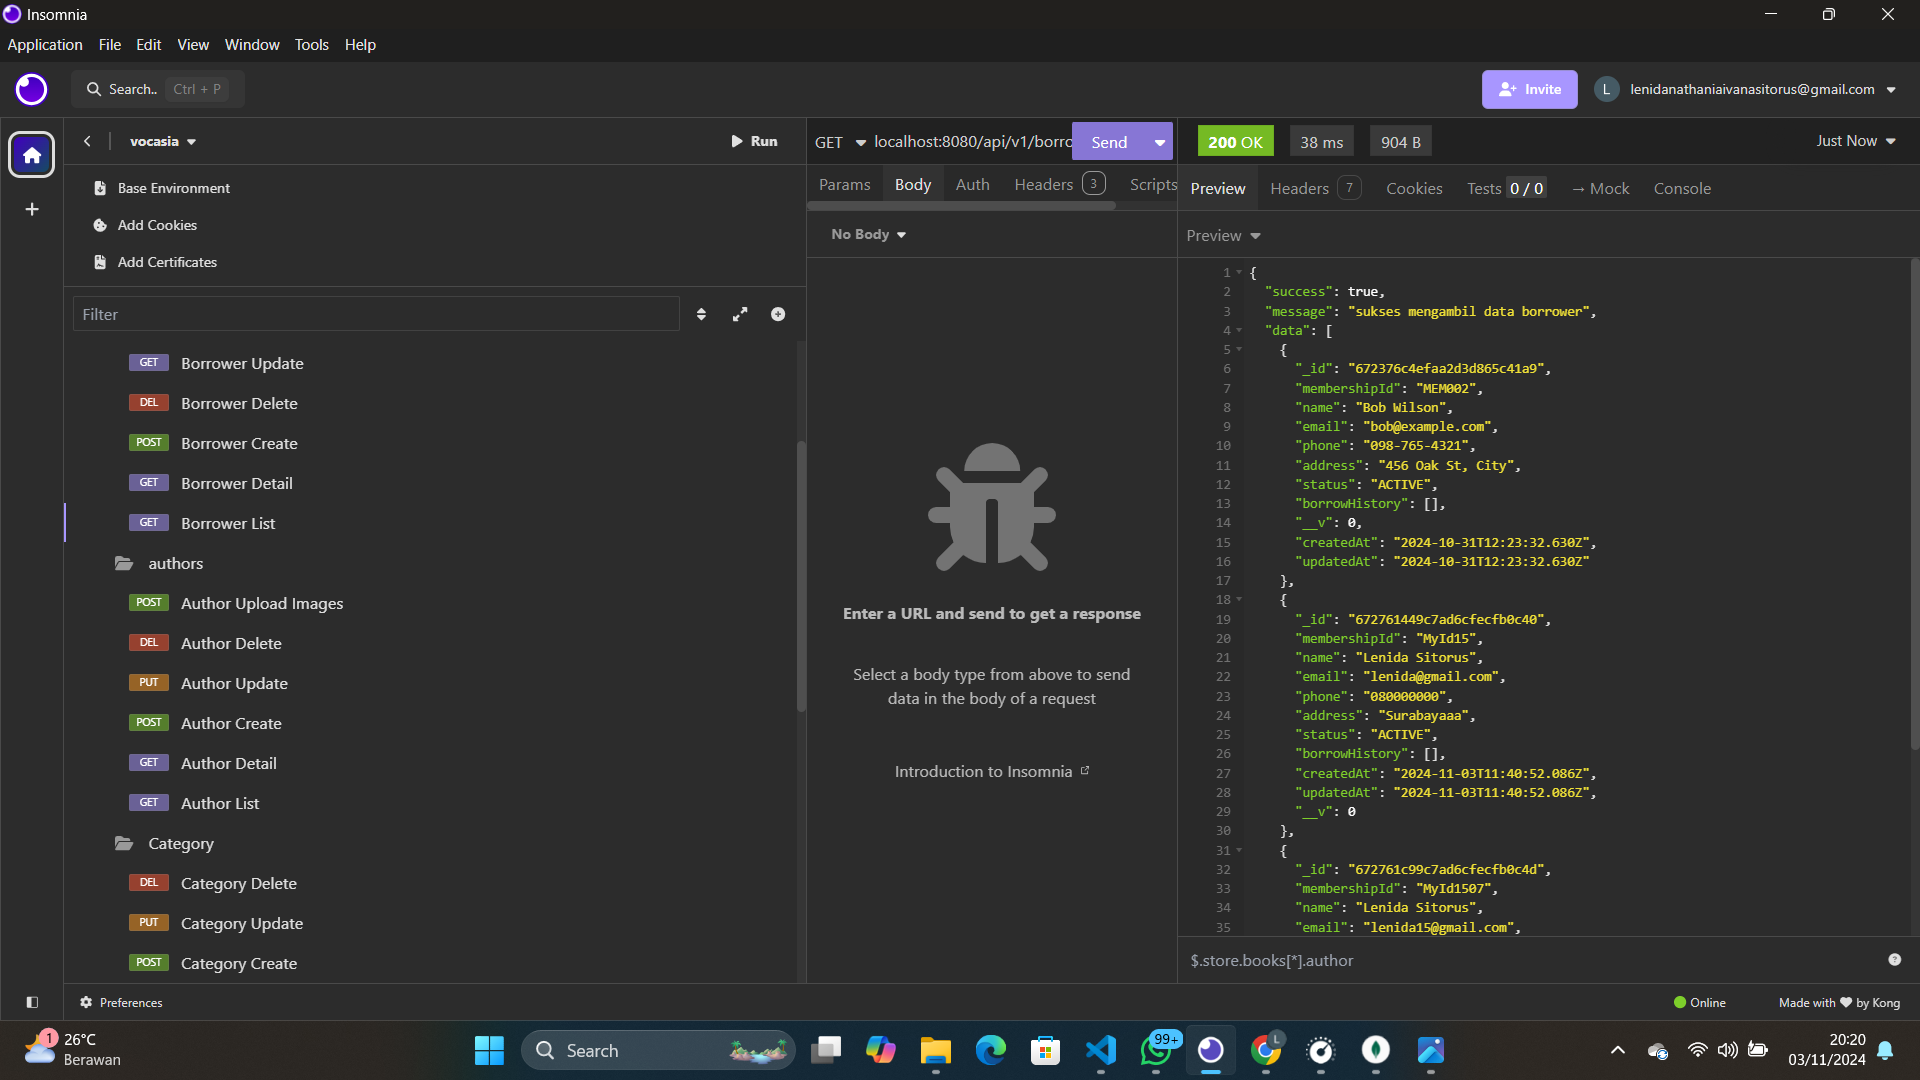 Insomnia
Application File Edit View Window Tools Help
Search.. Ctrl + P
Invite
L
lenidanathaniaivanasitorus@gmail.com
vocasia
Run
Base Environment
Add Cookies
Add Certificates
Filter
GET Borrower Update
DEL Borrower Delete
POST Borrower Create
GET Borrower Detail
GET Borrower List
authors
POST Author Upload Images
DEL Author Delete
PUT Author Update
POST Author Create
GET Author Detail
GET Author List
Category
DEL Category Delete
PUT Category Update
POST Category Create
Preferences
GET localhost:8080/api/v1/borro Send
Params Body Auth Headers 3 Scripts
No Body
Enter a URL and send to get a response
Select a body type from above to send
data in the body of a request
Introduction to Insomnia
200 OK 38 ms 904 B Just Now
Preview Headers 7 Cookies Tests 0 / 0 → Mock Console
Preview
1 {
2 "success": true,
3 "message": "sukses mengambil data borrower",
4 "data": [
5 {
6 "_id": "672376c4efaa2d3d865c41a9",
7 "membershipId": "MEM002",
8 "name": "Bob Wilson",
9 "email": "bob@example.com",
10 "phone": "098-765-4321",
11 "address": "456 Oak St, City",
12 "status": "ACTIVE",
13 "borrowHistory": [],
14 "__v": 0,
15 "createdAt": "2024-10-31T12:23:32.630Z",
16 "updatedAt": "2024-10-31T12:23:32.630Z"
17 },
18 {
19 "_id": "672761449c7ad6cfecfb0c40",
20 "membershipId": "MyId15",
21 "name": "Lenida Sitorus",
22 "email": "lenida@gmail.com",
23 "phone": "080000000",
24 "address": "Surabayaaa",
25 "status": "ACTIVE",
26 "borrowHistory": [],
27 "createdAt": "2024-11-03T11:40:52.086Z",
28 "updatedAt": "2024-11-03T11:40:52.086Z",
29 "__v": 0
30 },
31 {
32 "_id": "672761c99c7ad6cfecfb0c4d",
33 "membershipId": "MyId1507",
34 "name": "Lenida Sitorus",
35 "email": "lenida15@gmail.com",
$.store.books[*].author
Online
Made with ❤ by Kong
1
26°C
Berawan
Search
99+
L
20:20
03/11/2024